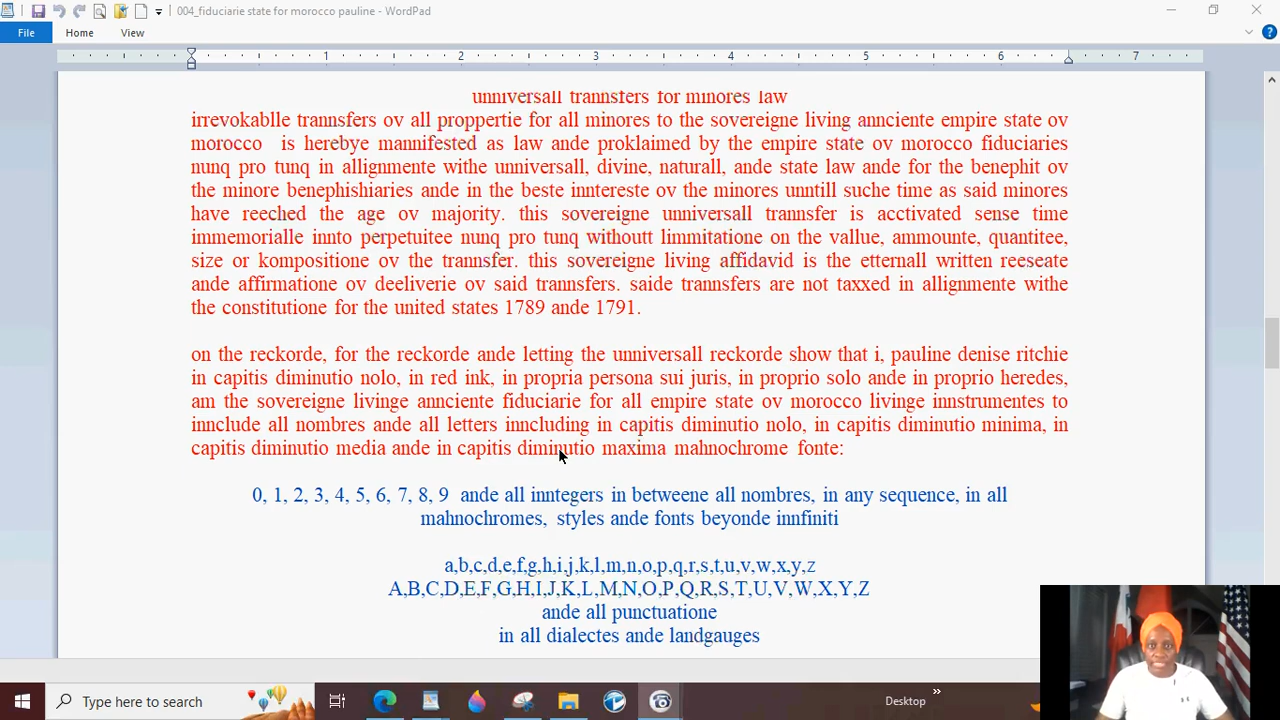 004_fiduciarie state for morocco pauline - WordPad
File Home View
1 2 3 4 5 6 7
unniversall trannsfers for minores law
irrevokablle trannsfers ov all proppertie for all minores to the sovereigne living annciente empire state ov
morocco is herebye mannifested as law ande proklaimed by the empire state ov morocco fiduciaries
nunq pro tunq in allignmente withe unniversall, divine, naturall, ande state law ande for the benephit ov
the minore benephishiaries ande in the beste inntereste ov the minores unntill suche time as said minores
have reeched the age ov majority. this sovereigne unniversall trannsfer is acctivated sense time
immemorialle innto perpetuitee nunq pro tunq withoutt limmitatione on the vallue, ammounte, quantitee,
size or kompositione ov the trannsfer. this sovereigne living affidavid is the etternall written reeseate
ande affirmatione ov deeliverie ov said trannsfers. saide trannsfers are not taxxed in allignmente withe
the constitutione for the united states 1789 ande 1791.
on the reckorde, for the reckorde ande letting the unniversall reckorde show that i, pauline denise ritchie
in capitis diminutio nolo, in red ink, in propria persona sui juris, in proprio solo ande in proprio heredes,
am the sovereigne livinge annciente fiduciarie for all empire state ov morocco livinge innstrumentes to
innclude all nombres ande all letters inncluding in capitis diminutio nolo, in capitis diminutio minima, in
capitis diminutio media ande in capitis diminutio maxima mahnochrome fonte:
0, 1, 2, 3, 4, 5, 6, 7, 8, 9 ande all inntegers in betweene all nombres, in any sequence, in all
mahnochromes, styles ande fonts beyonde innfiniti
a,b,c,d,e,f,g,h,i,j,k,l,m,n,o,p,q,r,s,t,u,v,w,x,y,z
A,B,C,D,E,F,G,H,I,J,K,L,M,N,O,P,Q,R,S,T,U,V,W,X,Y,Z
ande all punctuatione
in all dialectes ande landgauges
Type here to search
Desktop